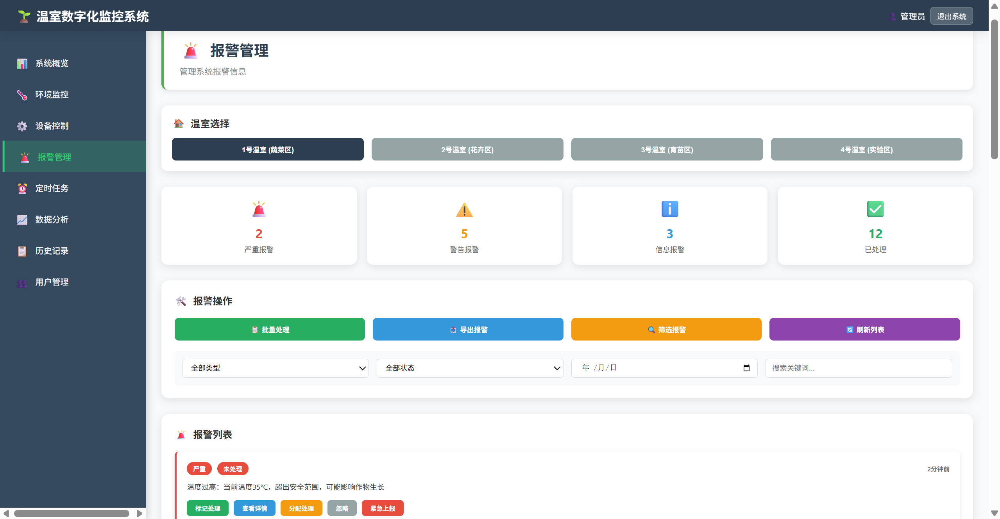 温室数字化监控系统
管理员
退出系统
系统概览
环境监控
设备控制
报警管理
定时任务
数据分析
历史记录
用户管理
报警管理
管理系统报警信息
温室选择
1号温室 (蔬菜区)
2号温室 (花卉区)
3号温室 (育苗区)
4号温室 (实验区)
2
严重报警
5
警告报警
3
信息报警
12
已处理
报警操作
批量处理
导出报警
筛选报警
刷新列表
全部类型
全部状态
年 /月/日
搜索关键词...
报警列表
严重
未处理
2分钟前
温度过高：当前温度35°C，超出安全范围，可能影响作物生长
标记处理
查看详情
分配处理
忽略
紧急上报